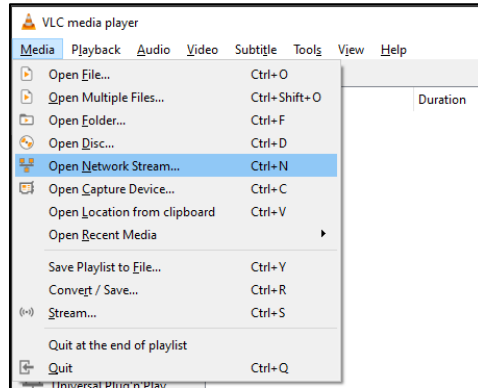 VLC media player
Media Playback Audio Video Subtitle Tools View Help
Open File... Ctrl+O
Open Multiple Files... Ctrl+Shift+O
Duration
Open Folder... Ctrl+F
Open Disc... Ctrl+D
Open Network Stream... Ctrl+N
Open Capture Device... Ctrl+C
Open Location from clipboard Ctrl+V
Open Recent Media
Save Playlist to File... Ctrl+Y
Convert / Save... Ctrl+R
Stream... Ctrl+S
Quit at the end of playlist
Quit Ctrl+Q
Universal Plug'n'Play